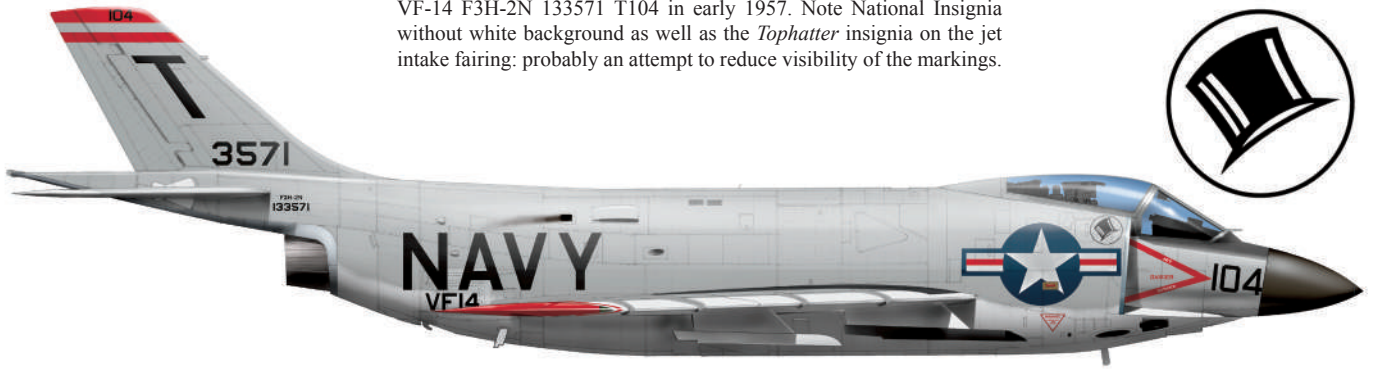 VF-14 F3H-2N 133571 T104 in early 1957. Note National Insignia
without white background as well as the Tophatter insignia on the jet
intake fairing: probably an attempt to reduce visibility of the markings.
104
T
3571
F3H-2N
133571
NAVY
VF14
DANGER
104